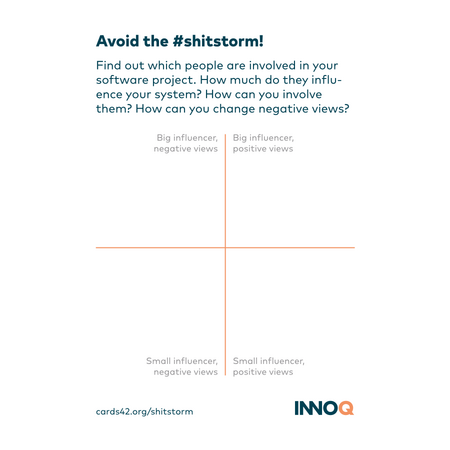 Avoid the #shitstorm!
Find out which people are involved in your
software project. How much do they influ-
ence your system? How can you involve
them? How can you change negative views?
Big influencer,
negative views
Big influencer,
positive views
Small influencer,
negative views
Small influencer,
positive views
cards42.org/shitstorm
INNOQ